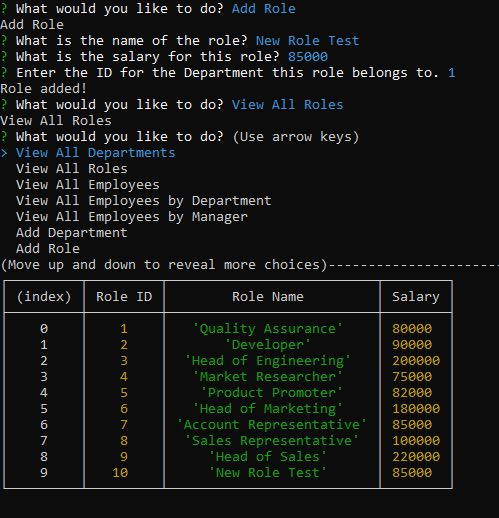 ? What would you like to do? Add Role
Add Role
? What is the name of the role? New Role Test
? What is the salary for this role? 85000
? Enter the ID for the Department this role belongs to. 1
Role added!
? What would you like to do? View All Roles
View All Roles
? What would you like to do? (Use arrow keys)
> View All Departments
View All Roles
View All Employees
View All Employees by Department
View All Employees by Manager
Add Department
Add Role
(Move up and down to reveal more choices)----------------------
(index) Role ID Role Name Salary
0 1 'Quality Assurance' 80000
1 2 'Developer' 90000
2 3 'Head of Engineering' 200000
3 4 'Market Researcher' 75000
4 5 'Product Promoter' 82000
5 6 'Head of Marketing' 180000
6 7 'Account Representative' 85000
7 8 'Sales Representative' 100000
8 9 'Head of Sales' 220000
9 10 'New Role Test' 85000